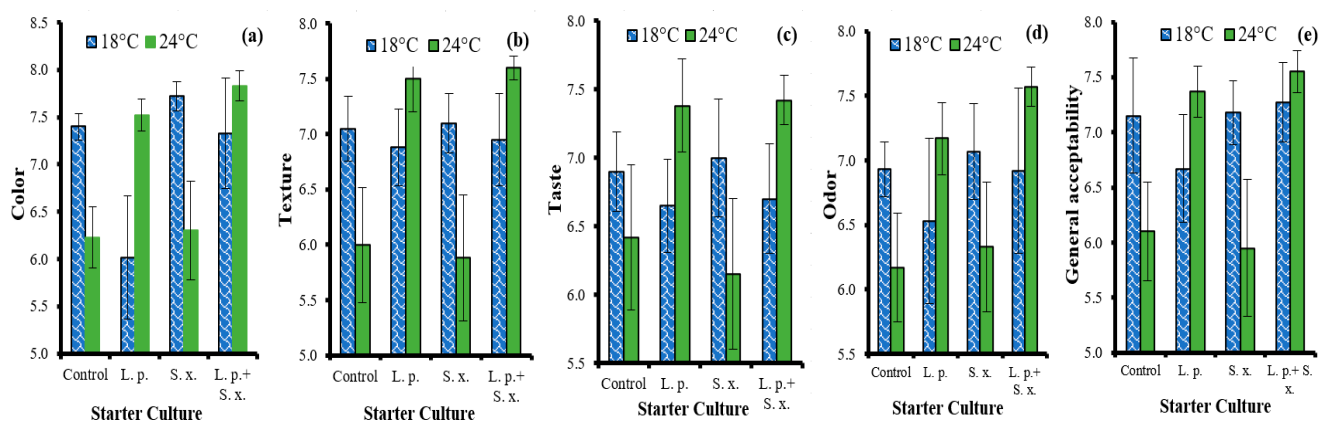 (a)
18°C 24°C
Color
8.5
8.0
7.5
7.0
6.5
6.0
5.5
5.0
Control L. p. S. x. L. p.+
S. x.
Starter Culture
(b)
18°C 24°C
Texture
8.0
7.5
7.0
6.5
6.0
5.5
5.0
Control L. p. S. x. L. p.+
S. x.
Starter Culture
(c)
18°C 24°C
Taste
8.0
7.5
7.0
6.5
6.0
5.5
Control L. p. S. x. L. p.+
S. x.
Starter Culture
(d)
18°C 24°C
Odor
8.0
7.5
7.0
6.5
6.0
5.5
Control L. p. S. x. L. p.+
S. x.
Starter Culture
(e)
18°C 24°C
General acceptability
8.0
7.5
7.0
6.5
6.0
5.5
5.0
Control L. p. S. x. L. p.+ S.
x.
Starter Culture